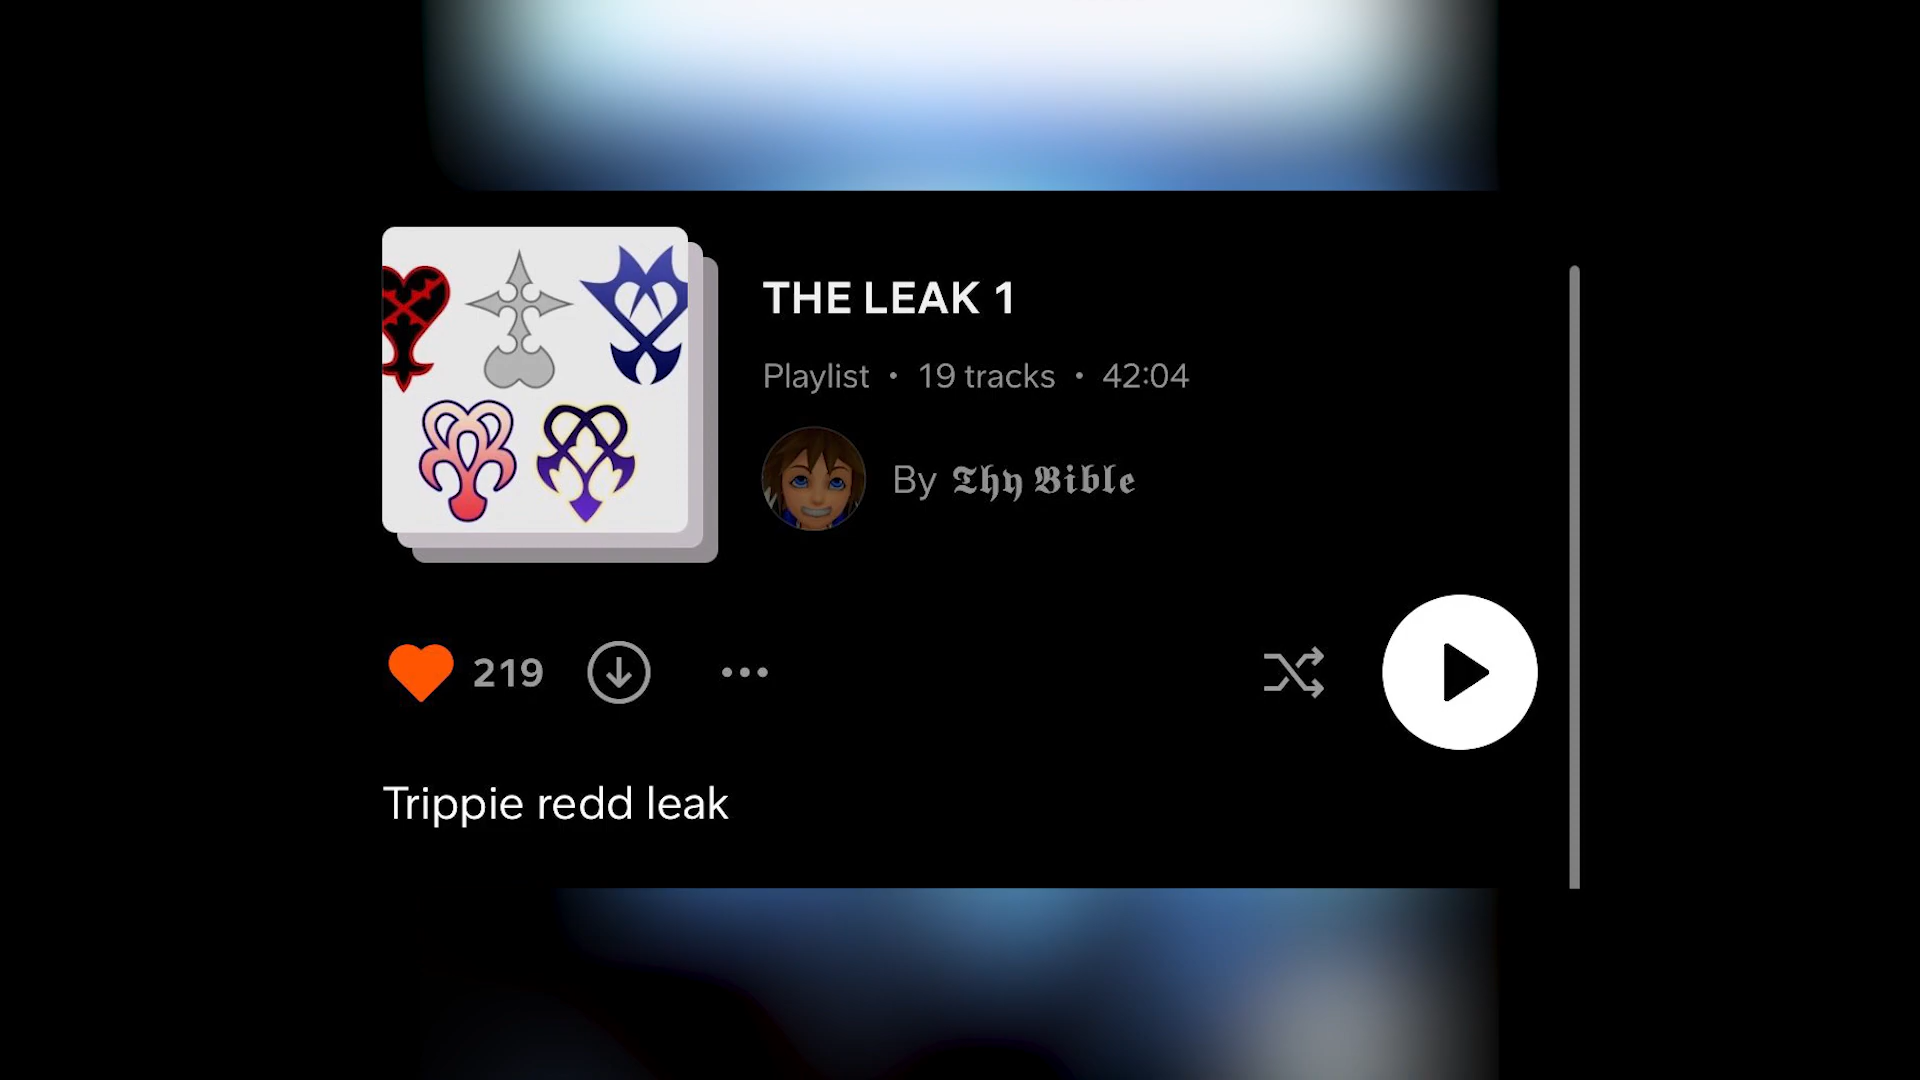 THE LEAK 1
Playlist • 19 tracks • 42:04
By 𝕿𝖍𝖞 𝕭𝖎𝖇𝖑𝖊
219
Trippie redd leak